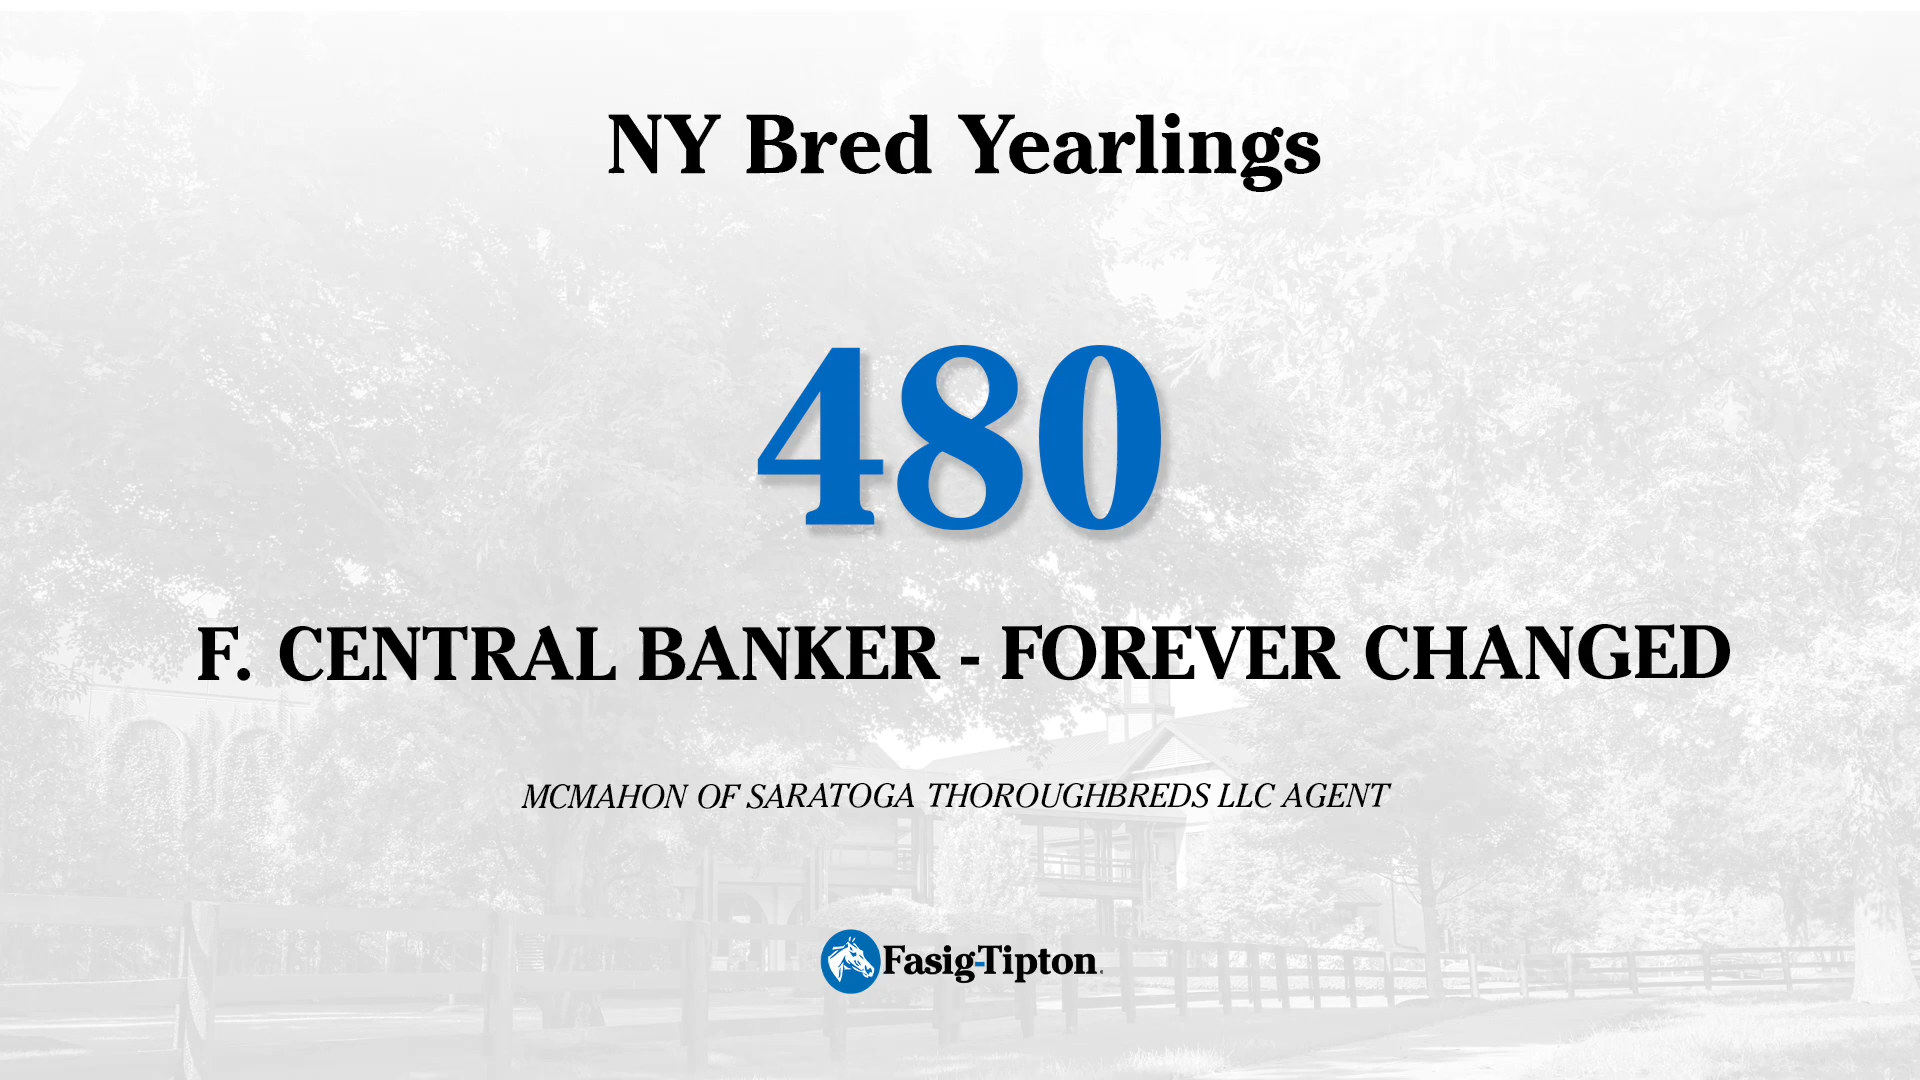 NY Bred Yearlings
480
F. CENTRAL BANKER - FOREVER CHANGED
MCMAHON OF SARATOGA THOROUGHBREDS LLC AGENT
Fasig-Tipton.